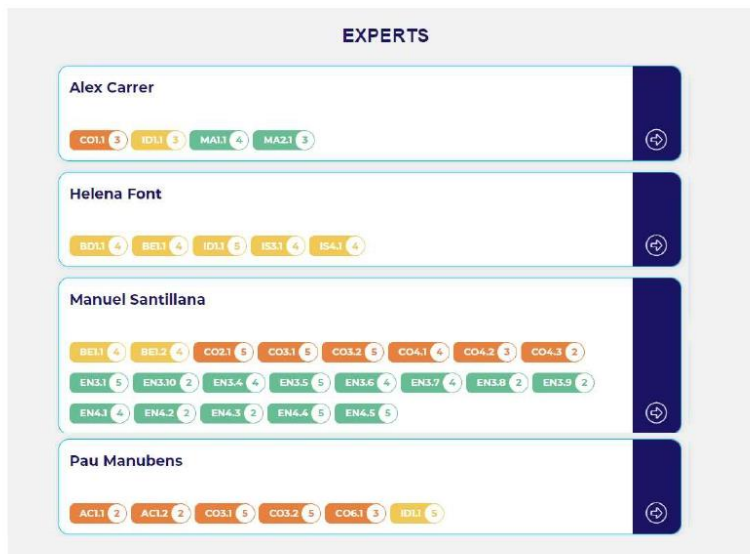 EXPERTS
Alex Carrer
CO1.1 3 ID1.1 3 MA1.1 4 MA2.1 3
Helena Font
BD1.1 4 BE1.1 4 ID1.1 5 IS3.1 4 IS4.1 4
Manuel Santillana
BE1.1 4 BE1.2 4 CO2.1 5 CO3.1 5 CO3.2 5 CO4.1 4 CO4.2 3 CO4.3 2
EN3.1 5 EN3.10 2 EN3.4 4 EN3.5 5 EN3.6 4 EN3.7 4 EN3.8 2 EN3.9 2
EN4.1 4 EN4.2 2 EN4.3 2 EN4.4 5 EN4.5 5
Pau Manubens
AC1.1 2 AC1.2 2 CO3.1 5 CO3.2 5 CO6.1 3 ID1.1 5